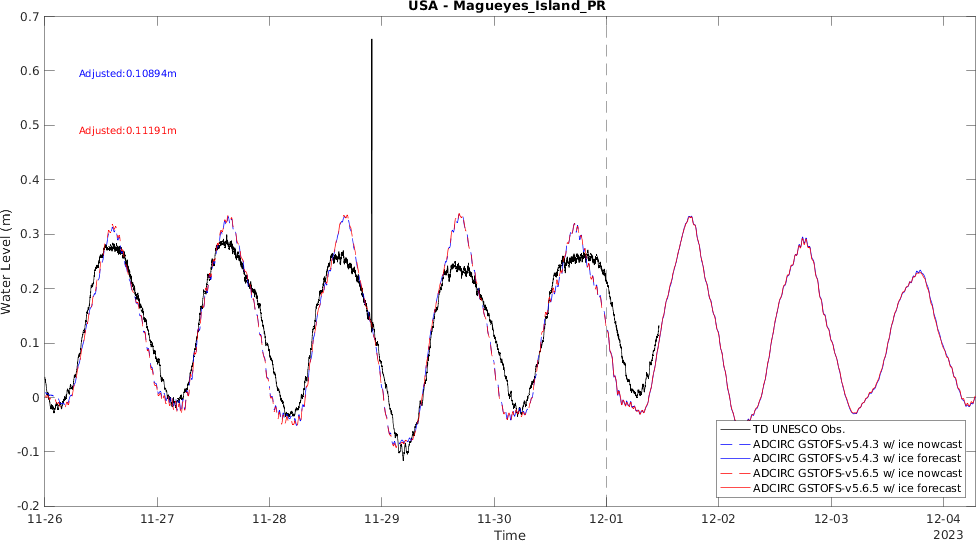 USA - Magueyes_Island_PR
0.7
0.6
0.5
0.4
0.3
0.2
0.1
0
-0.1
-0.2
Water Level (m)
Adjusted:0.10894m
Adjusted:0.11191m
TD UNESCO Obs.
ADCIRC GSTOFS-v5.4.3 w/ ice nowcast
ADCIRC GSTOFS-v5.4.3 w/ ice forecast
ADCIRC GSTOFS-v5.6.5 w/ ice nowcast
ADCIRC GSTOFS-v5.6.5 w/ ice forecast
11-26 11-27 11-28 11-29 11-30 12-01 12-02 12-03 12-04
Time 2023